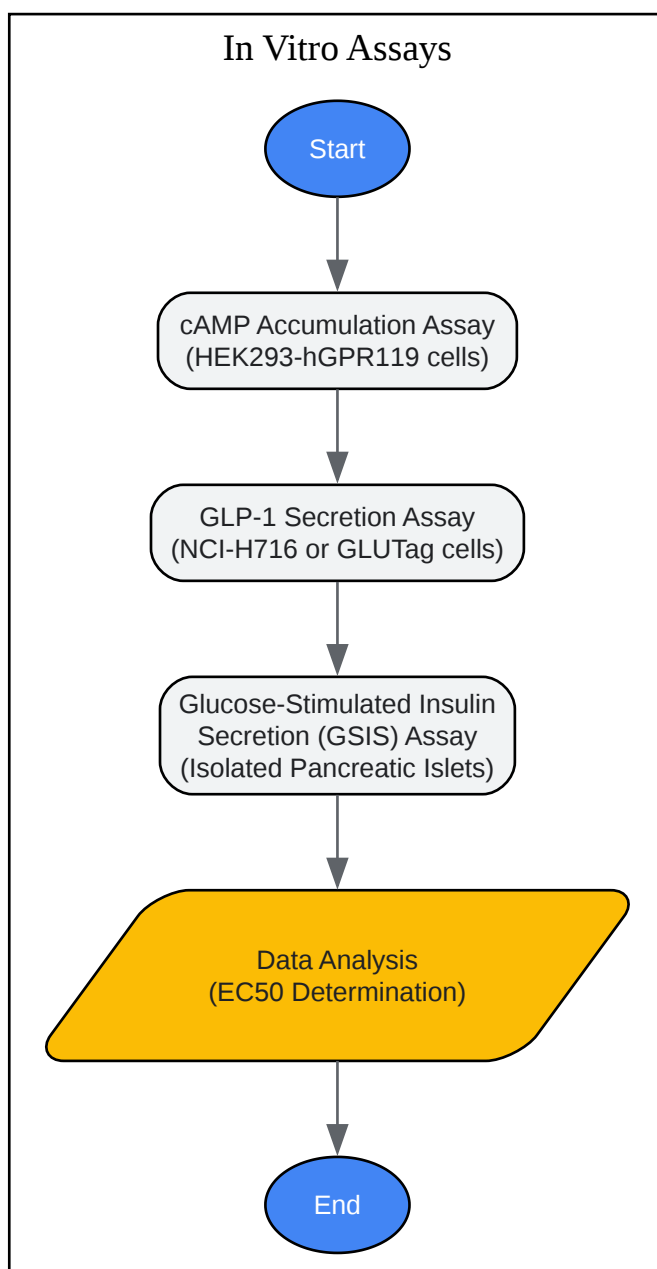 In Vitro Assays
Start
cAMP Accumulation Assay
(HEK293-hGPR119 cells)
GLP-1 Secretion Assay
(NCI-H716 or GLUTag cells)
Glucose-Stimulated Insulin
Secretion (GSIS) Assay
(Isolated Pancreatic Islets)
Data Analysis
(EC50 Determination)
End